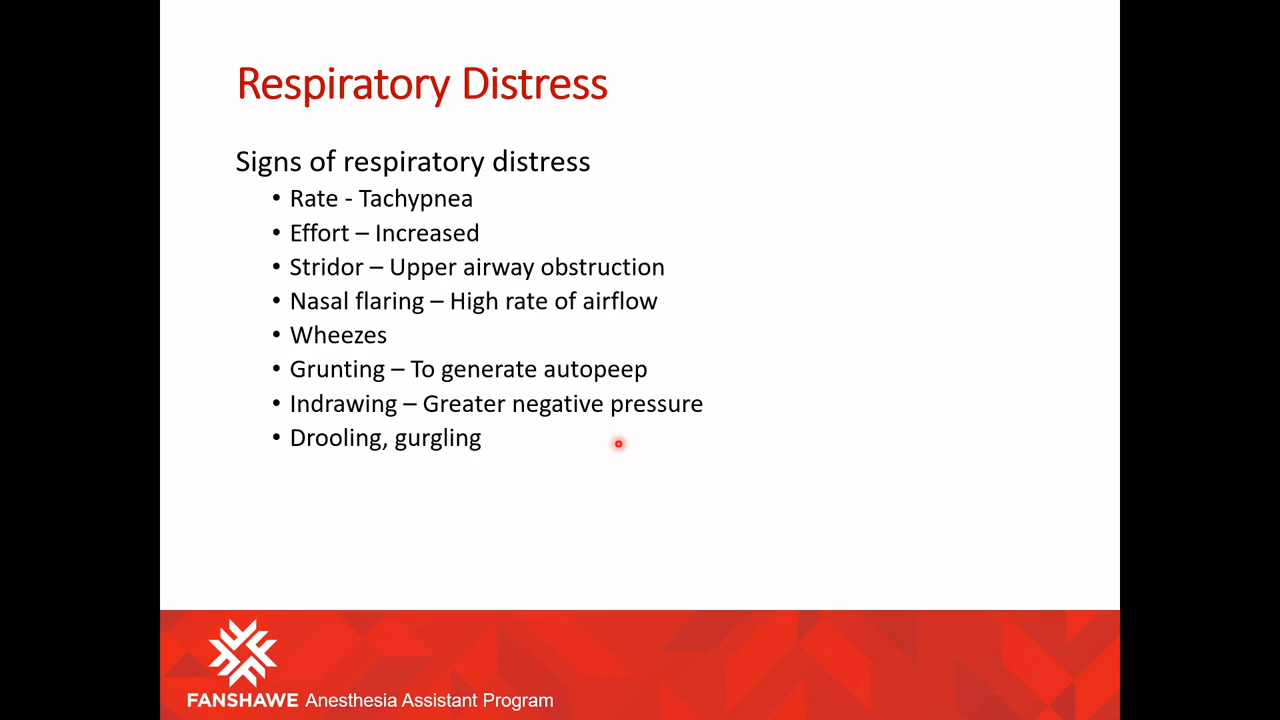 Respiratory Distress
Signs of respiratory distress
• Rate - Tachypnea
• Effort – Increased
• Stridor – Upper airway obstruction
• Nasal flaring – High rate of airflow
• Wheezes
• Grunting – To generate autopeep
• Indrawing – Greater negative pressure
• Drooling, gurgling
FANSHAWE Anesthesia Assistant Program